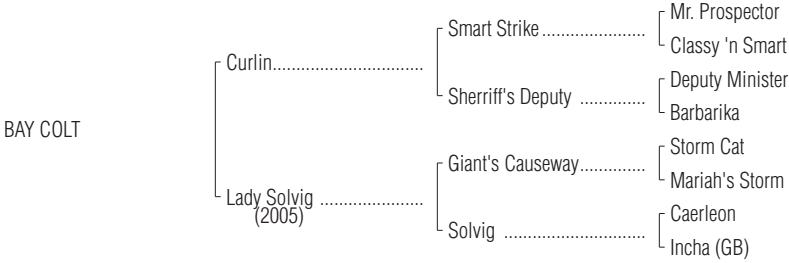 Mr. Prospector
Smart Strike......................
Classy 'n Smart
Curlin................................
Deputy Minister
Sherriff's Deputy ..............
Barbarika
BAY COLT
Storm Cat
Giant's Causeway..............
Mariah's Storm
Lady Solvig ......................
(2005)
Caerleon
Solvig ..............................
Incha (GB)